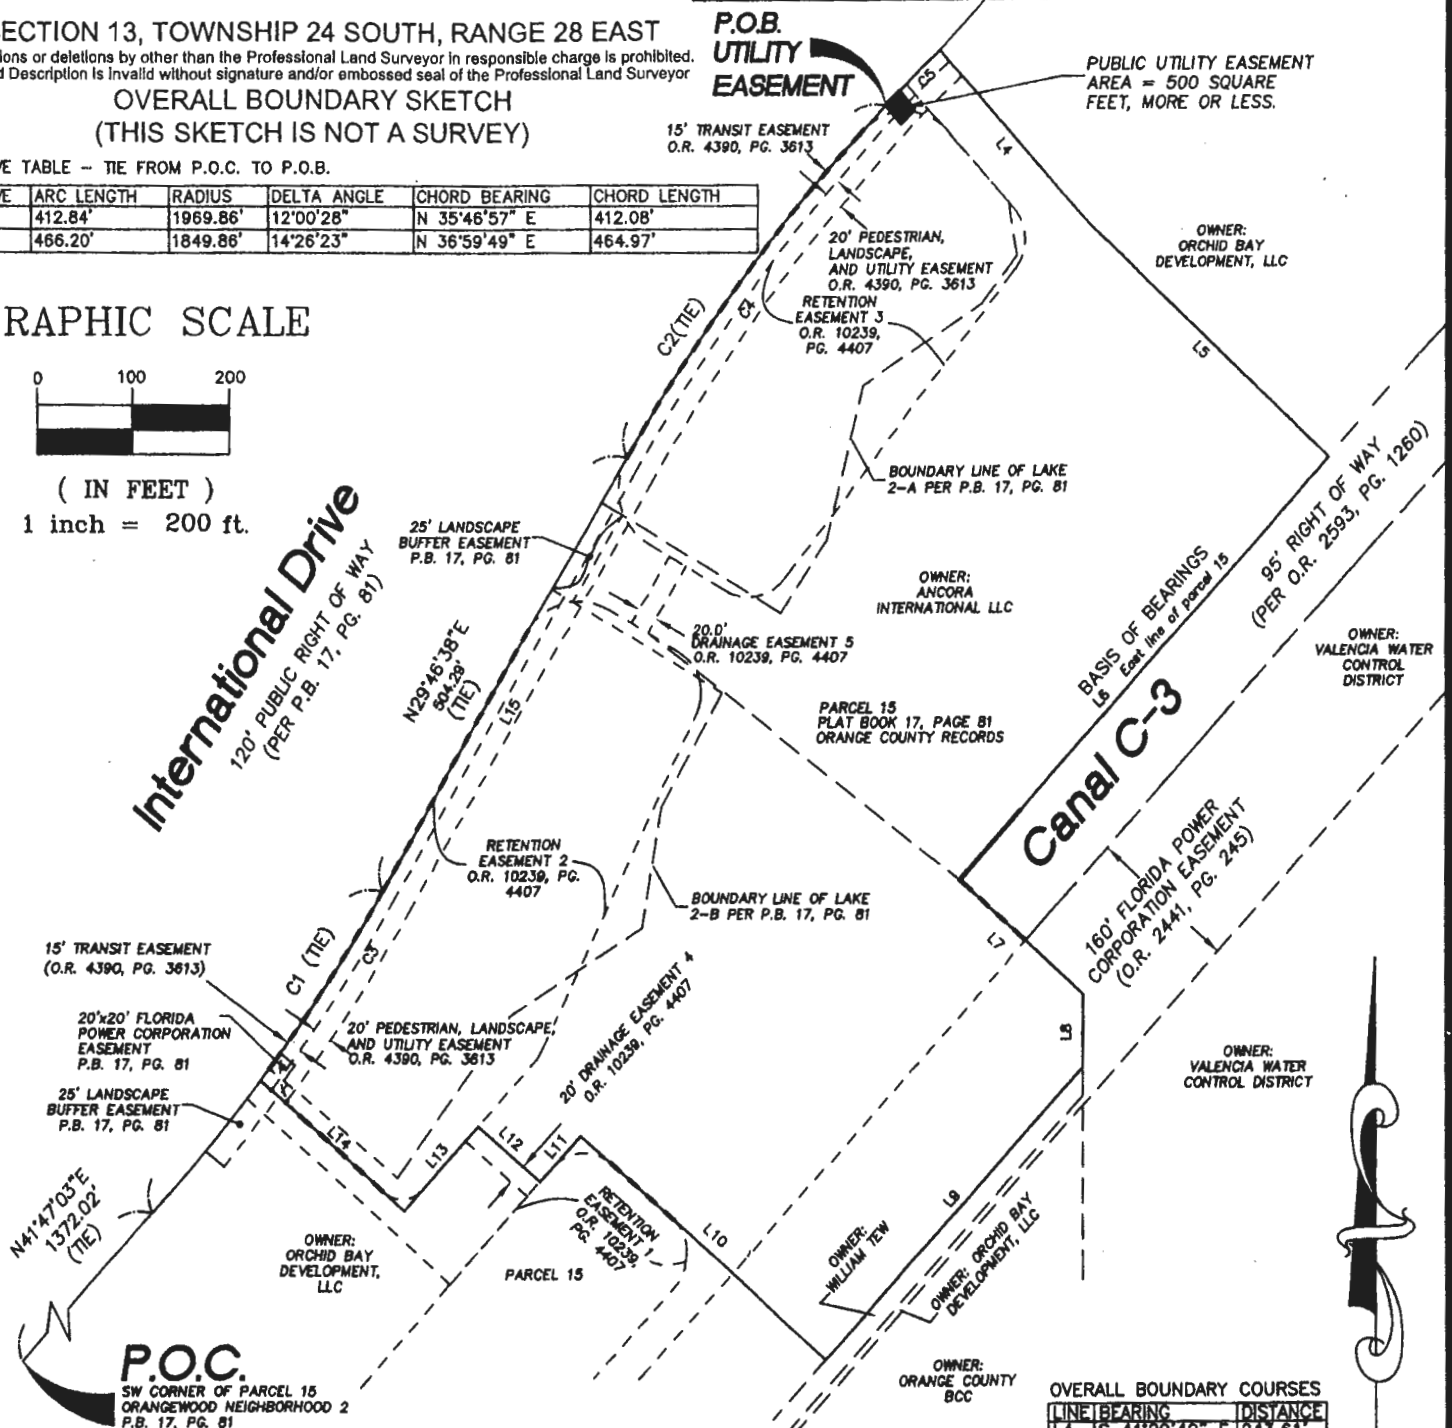 ECTION 13, TOWNSHIP 24 SOUTH, RANGE 28 EAST
ions or deletions by other than the Professional Land Surveyor in responsible charge is prohibited.
d Description is invalid without signature and/or embossed seal of the Professional Land Surveyor
OVERALL BOUNDARY SKETCH
(THIS SKETCH IS NOT A SURVEY)
VE TABLE – TIE FROM P.O.C. TO P.O.B.
VE ARC LENGTH RADIUS DELTA ANGLE CHORD BEARING CHORD LENGTH
412.84' 1969.86' 12°00'28" N 35°46'57" E 412.08'
466.20' 1849.86' 14°26'23" N 36°59'49" E 464.97'
RAPHIC SCALE
0 100 200
( IN FEET )
1 inch = 200 ft.
P.O.B.
UTILITY
EASEMENT
C5
PUBLIC UTILITY EASEMENT
AREA = 500 SQUARE
FEET, MORE OR LESS.
15' TRANSIT EASEMENT
O.R. 4390, PG. 3613
L4
20' PEDESTRIAN,
LANDSCAPE,
AND UTILITY EASEMENT
O.R. 4390, PG. 3613
OWNER:
ORCHID BAY
DEVELOPMENT, LLC
RETENTION
EASEMENT 3
O.R. 10239,
PG. 4407
C2(TIE)
C4
L5
BOUNDARY LINE OF LAKE
2-A PER P.B. 17, PG. 81
95' RIGHT OF WAY
(PER O.R. 2593, PG. 1260)
25' LANDSCAPE
BUFFER EASEMENT
P.B. 17, PG. 81
International Drive
120' PUBLIC RIGHT OF WAY
(PER P.B. 17, PG. 81)
OWNER:
ANCORA
INTERNATIONAL LLC
BASIS OF BEARINGS
L6 East line of parcel 15
20.0'
DRAINAGE EASEMENT 5
O.R. 10239, PG. 4407
OWNER:
VALENCIA WATER
CONTROL
DISTRICT
N29°46'38"E
504.29'
(TIE)
L15
PARCEL 15
PLAT BOOK 17, PAGE 81
ORANGE COUNTY RECORDS
Canal C-3
160' FLORIDA POWER
CORPORATION EASEMENT
(O.R. 2441, PG. 245)
RETENTION
EASEMENT 2
O.R. 10239, PG.
4407
BOUNDARY LINE OF LAKE
2-B PER P.B. 17, PG. 81
L7
15' TRANSIT EASEMENT
(O.R. 4390, PG. 3613)
C1 (TIE)
C3
20'x20' FLORIDA
POWER CORPORATION
EASEMENT
P.B. 17, PG. 81
20' PEDESTRIAN, LANDSCAPE,
AND UTILITY EASEMENT
O.R. 4390, PG. 3613
20' DRAINAGE EASEMENT 4
O.R. 10239, PG. 4407
L8
OWNER:
VALENCIA WATER
CONTROL DISTRICT
25' LANDSCAPE
BUFFER EASEMENT
P.B. 17, PG. 81
L14
L13
L12
L11
N41°47'03"E
1372.02'
(TIE)
RETENTION
EASEMENT 1
O.R. 10239,
PG. 4407
L10
L9
OWNER:
WILLIAM TEW
OWNER: ORCHID BAY
DEVELOPMENT, LLC
OWNER:
ORCHID BAY
DEVELOPMENT,
LLC
PARCEL 15
P.O.C.
SW CORNER OF PARCEL 15
ORANGEWOOD NEIGHBORHOOD 2
P.B. 17, PG. 81
OWNER:
ORANGE COUNTY
BCC
OVERALL BOUNDARY COURSES
LINE BEARING DISTANCE